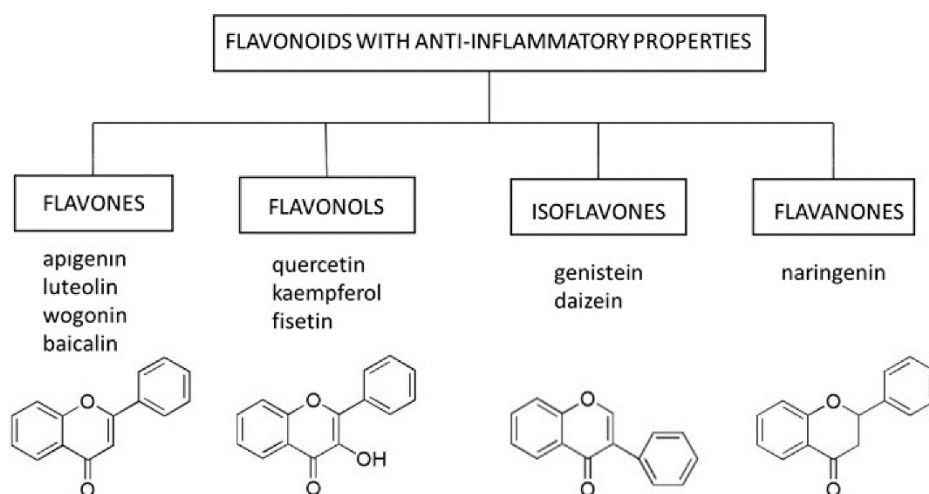 FLAVONOIDS WITH ANTI-INFLAMMATORY PROPERTIES
FLAVONES
apigenin
luteolin
wogonin
baicalin
FLAVONOLS
quercetin
kaempferol
fisetin
ISOFLAVONES
genistein
daizein
FLAVANONES
naringenin
O
O
O
OH
O
O
O
O
O